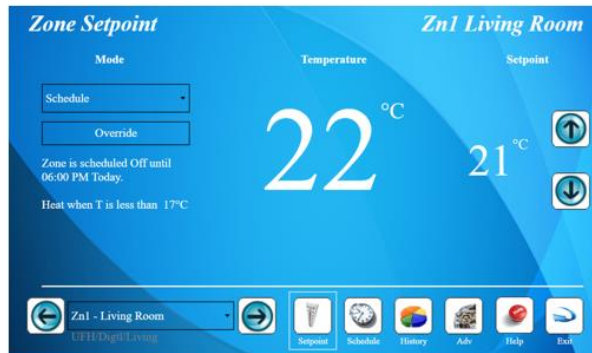 Zone Setpoint
Zn1 Living Room
Mode
Temperature
Setpoint
Schedule
Override
Zone is scheduled Off until
06:00 PM Today.
Heat when T is less than 17°C
22 °C
21 °C
Zn1 - Living Room
UFH/Digtl/Living
Setpoint
Schedule
History
Adv
Help
Exit